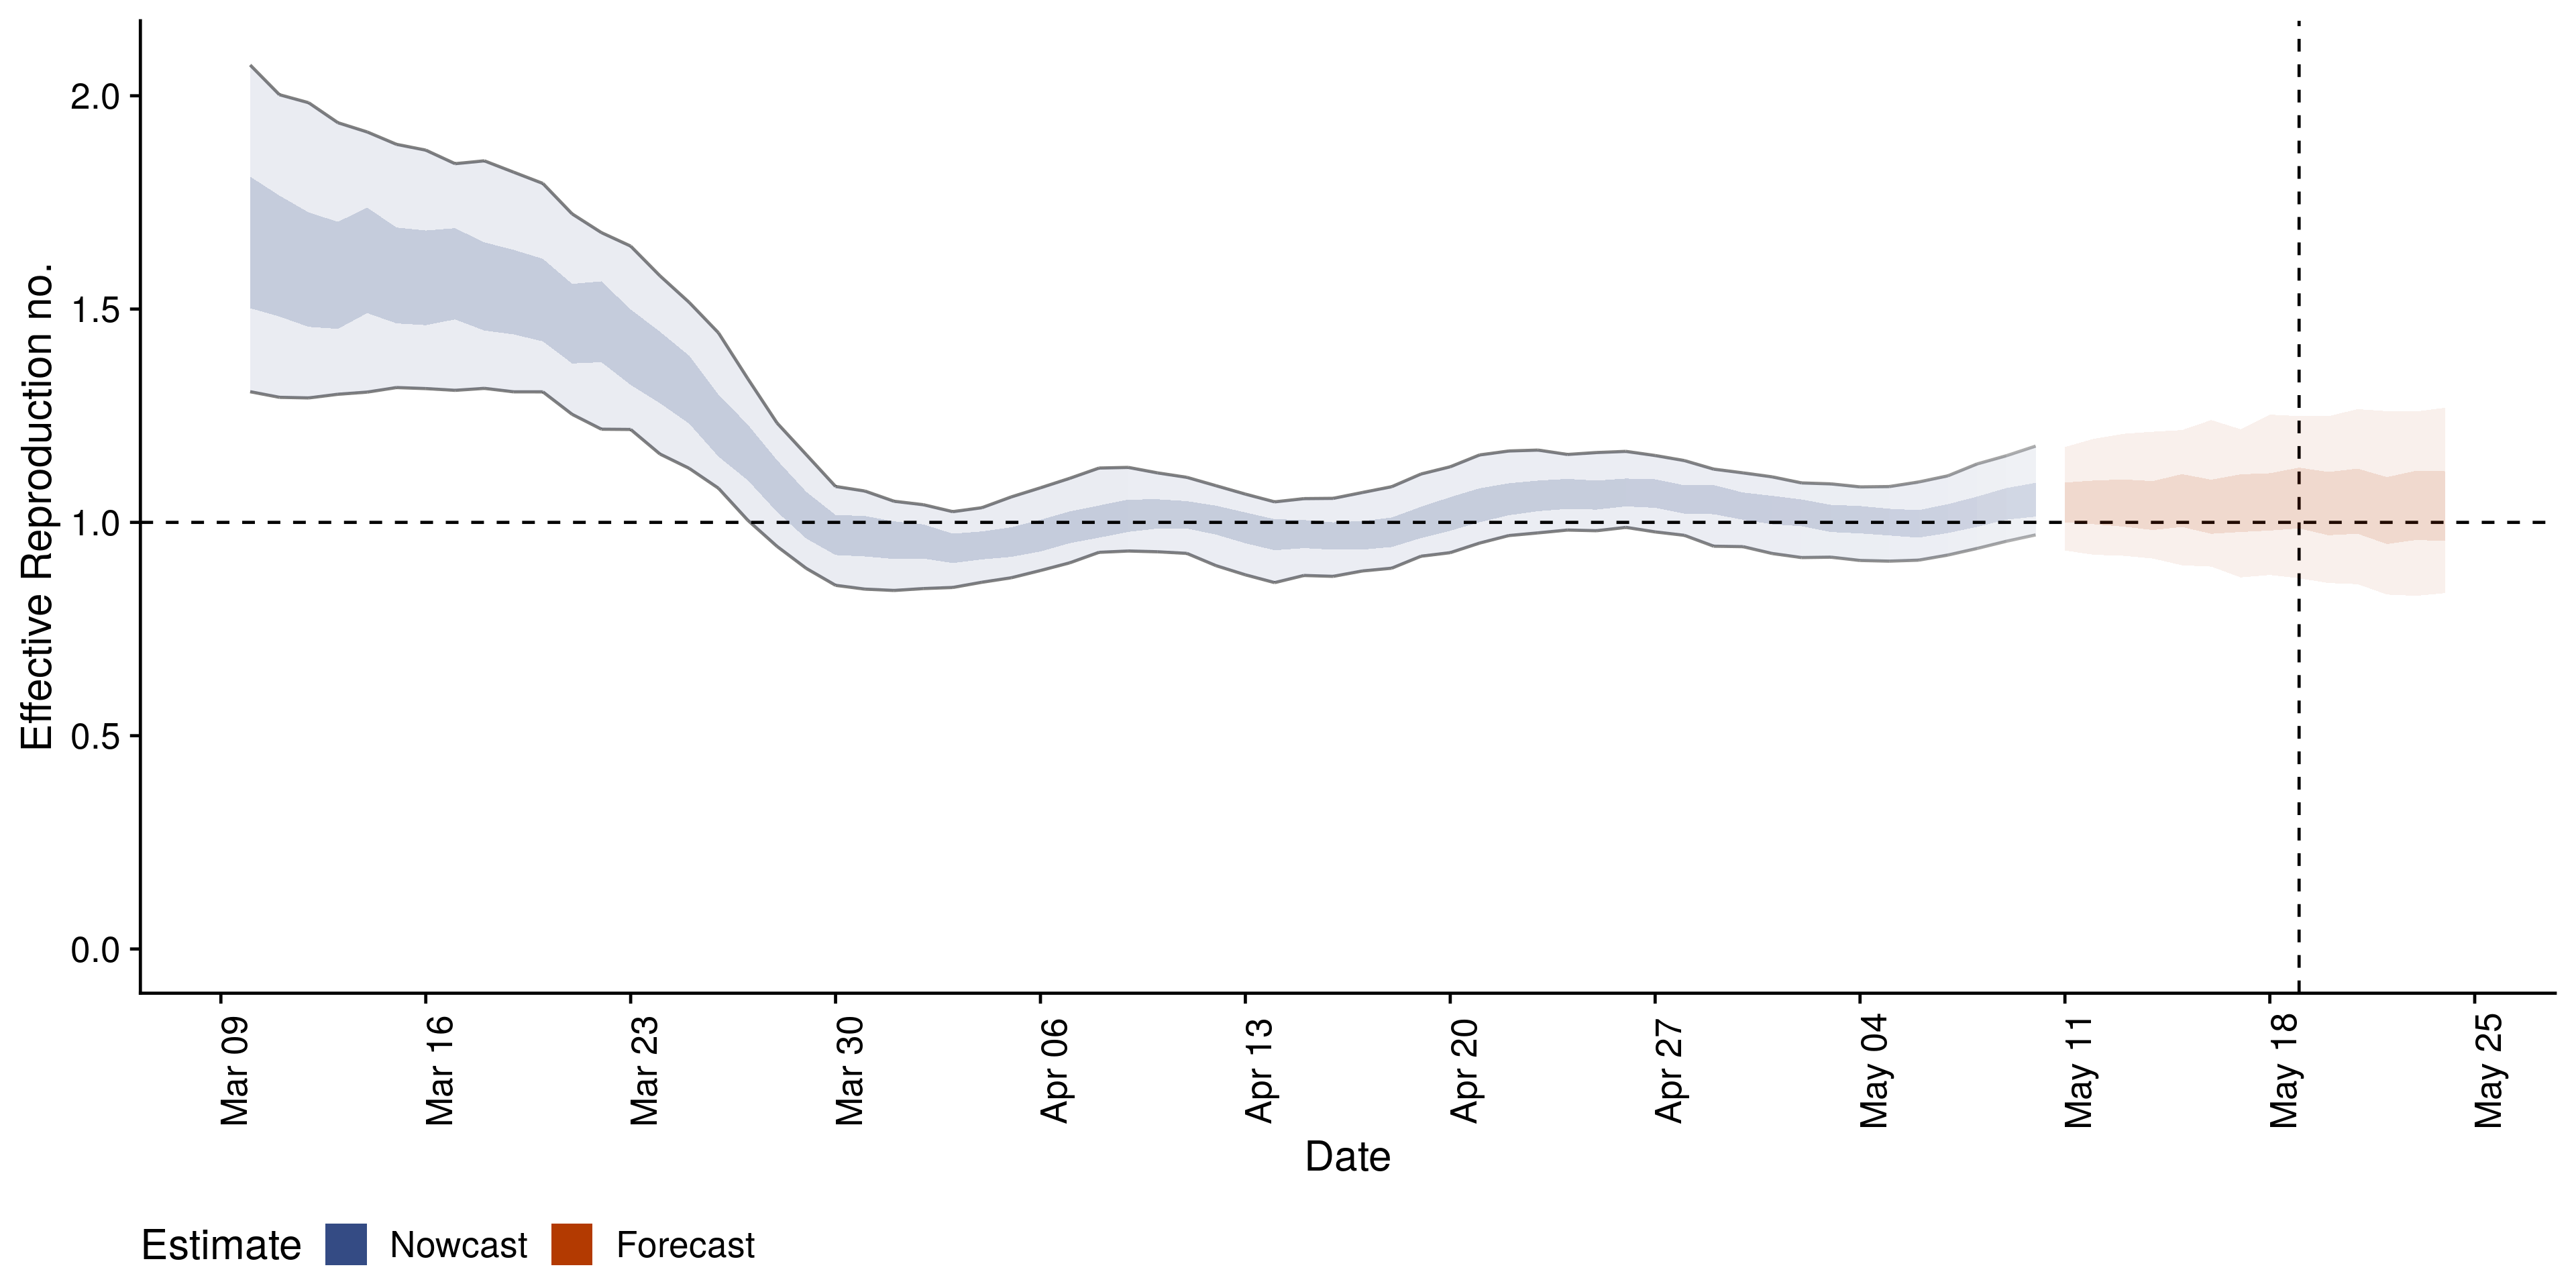 Effective Reproduction no.
2.0
1.5
1.0
0.5
0.0
Mar 09
Mar 16
Mar 23
Mar 30
Apr 06
Apr 13
Apr 20
Apr 27
May 04
May 11
May 18
May 25
Date
Estimate Nowcast Forecast